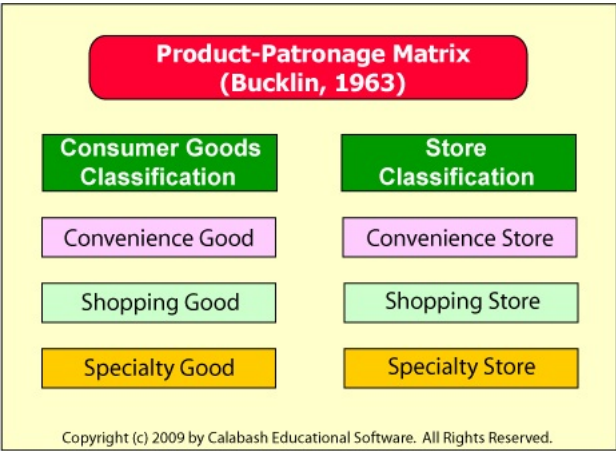 Product-Patronage Matrix
(Bucklin, 1963)
Consumer Goods
Classification
Store
Classification
Convenience Good
Convenience Store
Shopping Good
Shopping Store
Specialty Good
Specialty Store
Copyright (c) 2009 by Calabash Educational Software. All Rights Reserved.